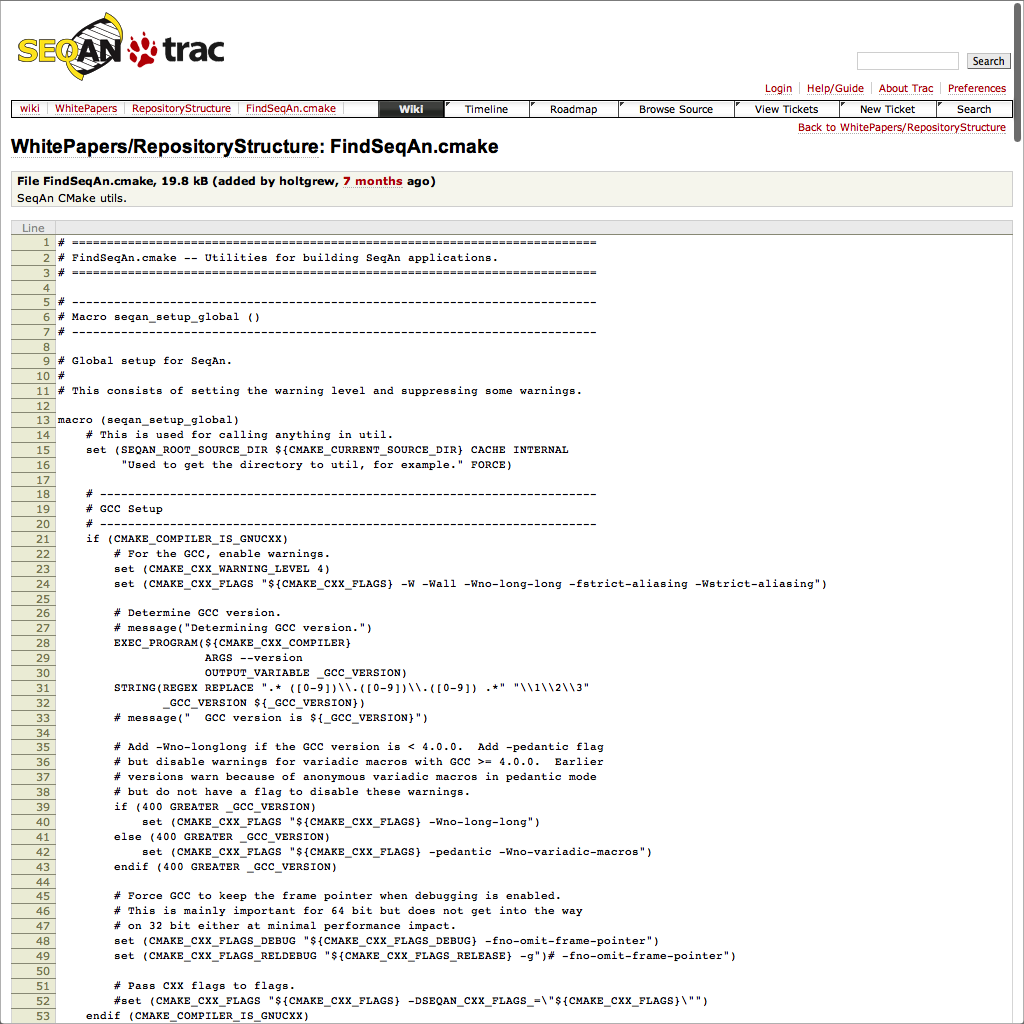 SEQAN trac
Search
Login Help/Guide About Trac Preferences
wiki WhitePapers RepositoryStructure FindSeqAn.cmake Wiki Timeline Roadmap Browse Source View Tickets New Ticket Search
Back to WhitePapers/RepositoryStructure
WhitePapers/RepositoryStructure: FindSeqAn.cmake
File FindSeqAn.cmake, 19.8 kB (added by holtgrew, 7 months ago)
SeqAn CMake utils.
Line
1 # ===========================================================================
2 # FindSeqAn.cmake -- Utilities for building SeqAn applications.
3 # ===========================================================================
4
5 # ---------------------------------------------------------------------------
6 # Macro seqan_setup_global ()
7 # ---------------------------------------------------------------------------
8
9 # Global setup for SeqAn.
10 #
11 # This consists of setting the warning level and suppressing some warnings.
12
13 macro (seqan_setup_global)
14     # This is used for calling anything in util.
15     set (SEQAN_ROOT_SOURCE_DIR ${CMAKE_CURRENT_SOURCE_DIR} CACHE INTERNAL
16          "Used to get the directory to util, for example." FORCE)
17
18     # -----------------------------------------------------------------------
19     # GCC Setup
20     # -----------------------------------------------------------------------
21     if (CMAKE_COMPILER_IS_GNUCXX)
22         # For the GCC, enable warnings.
23         set (CMAKE_CXX_WARNING_LEVEL 4)
24         set (CMAKE_CXX_FLAGS "${CMAKE_CXX_FLAGS} -W -Wall -Wno-long-long -fstrict-aliasing -Wstrict-aliasing")
25
26         # Determine GCC version.
27         # message("Determining GCC version.")
28         EXEC_PROGRAM(${CMAKE_CXX_COMPILER}
29                      ARGS --version
30                      OUTPUT_VARIABLE _GCC_VERSION)
31         STRING(REGEX REPLACE ".* ([0-9])\\.([0-9])\\.([0-9]) .*" "\\1\\2\\3"
32                _GCC_VERSION ${_GCC_VERSION})
33         # message("  GCC version is ${_GCC_VERSION}")
34
35         # Add -Wno-longlong if the GCC version is < 4.0.0.  Add -pedantic flag
36         # but disable warnings for variadic macros with GCC >= 4.0.0.  Earlier
37         # versions warn because of anonymous variadic macros in pedantic mode
38         # but do not have a flag to disable these warnings.
39         if (400 GREATER _GCC_VERSION)
40             set (CMAKE_CXX_FLAGS "${CMAKE_CXX_FLAGS} -Wno-long-long")
41         else (400 GREATER _GCC_VERSION)
42             set (CMAKE_CXX_FLAGS "${CMAKE_CXX_FLAGS} -pedantic -Wno-variadic-macros")
43         endif (400 GREATER _GCC_VERSION)
44
45         # Force GCC to keep the frame pointer when debugging is enabled.
46         # This is mainly important for 64 bit but does not get into the way
47         # on 32 bit either at minimal performance impact.
48         set (CMAKE_CXX_FLAGS_DEBUG "${CMAKE_CXX_FLAGS_DEBUG} -fno-omit-frame-pointer")
49         set (CMAKE_CXX_FLAGS_RELDEBUG "${CMAKE_CXX_FLAGS_RELEASE} -g")# -fno-omit-frame-pointer")
50
51         # Pass CXX flags to flags.
52         #set (CMAKE_CXX_FLAGS "${CMAKE_CXX_FLAGS} -DSEQAN_CXX_FLAGS_=\"${CMAKE_CXX_FLAGS}\"")
53     endif (CMAKE_COMPILER_IS_GNUCXX)